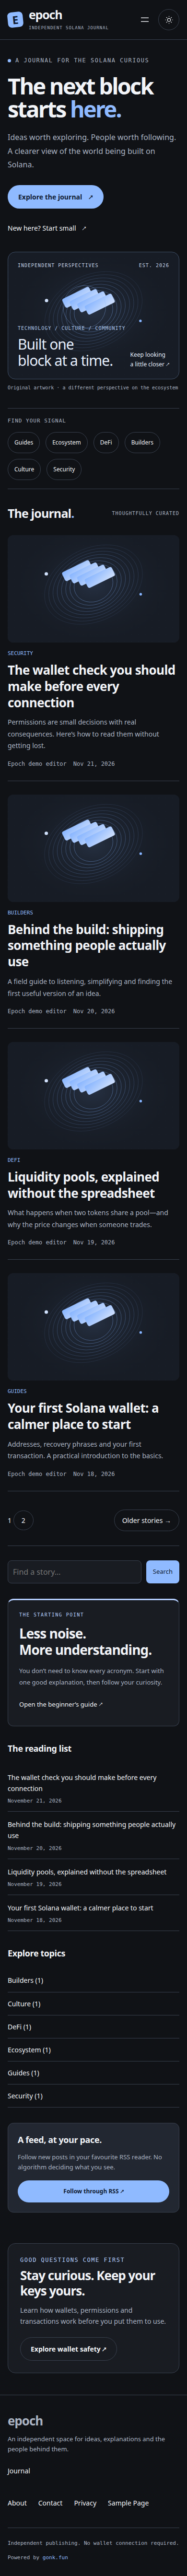 E epoch
INDEPENDENT SOLANA JOURNAL
A JOURNAL FOR THE SOLANA CURIOUS
The next block
starts here.
Ideas worth exploring. People worth following.
A clearer view of the world being built on
Solana.
Explore the journal ↗
New here? Start small ↗
INDEPENDENT PERSPECTIVES EST. 2026
TECHNOLOGY / CULTURE / COMMUNITY
Built one
block at a time.
Keep looking
a little closer ↗
Original artwork · a different perspective on the ecosystem
FIND YOUR SIGNAL
Guides Ecosystem DeFi Builders
Culture Security
The journal. THOUGHTFULLY CURATED
SECURITY
The wallet check you should
make before every
connection
Permissions are small decisions with real
consequences. Here's how to read them without
getting lost.
Epoch demo editor Nov 21, 2026
BUILDERS
Behind the build: shipping
something people actually
use
A field guide to listening, simplifying and finding the
first useful version of an idea.
Epoch demo editor Nov 20, 2026
DEFI
Liquidity pools, explained
without the spreadsheet
What happens when two tokens share a pool—and
why the price changes when someone trades.
Epoch demo editor Nov 19, 2026
GUIDES
Your first Solana wallet: a
calmer place to start
Addresses, recovery phrases and your first
transaction. A practical introduction to the basics.
Epoch demo editor Nov 18, 2026
1 2 Older stories →
Find a story... Search
THE STARTING POINT
Less noise.
More understanding.
You don't need to know every acronym. Start with
one good explanation, then follow your curiosity.
Open the beginner's guide ↗
The reading list
The wallet check you should make before every
connection
November 21, 2026
Behind the build: shipping something people actually
use
November 20, 2026
Liquidity pools, explained without the spreadsheet
November 19, 2026
Your first Solana wallet: a calmer place to start
November 18, 2026
Explore topics
Builders (1)
Culture (1)
DeFi (1)
Ecosystem (1)
Guides (1)
Security (1)
A feed, at your pace.
Follow new posts in your favourite RSS reader. No
algorithm deciding what you see.
Follow through RSS ↗
GOOD QUESTIONS COME FIRST
Stay curious. Keep your
keys yours.
Learn how wallets, permissions and
transactions work before you put them to use.
Explore wallet safety ↗
epoch
An independent space for ideas, explanations and the
people behind them.
Journal
About Contact Privacy Sample Page
Independent publishing. No wallet connection required.
Powered by gonk.fun